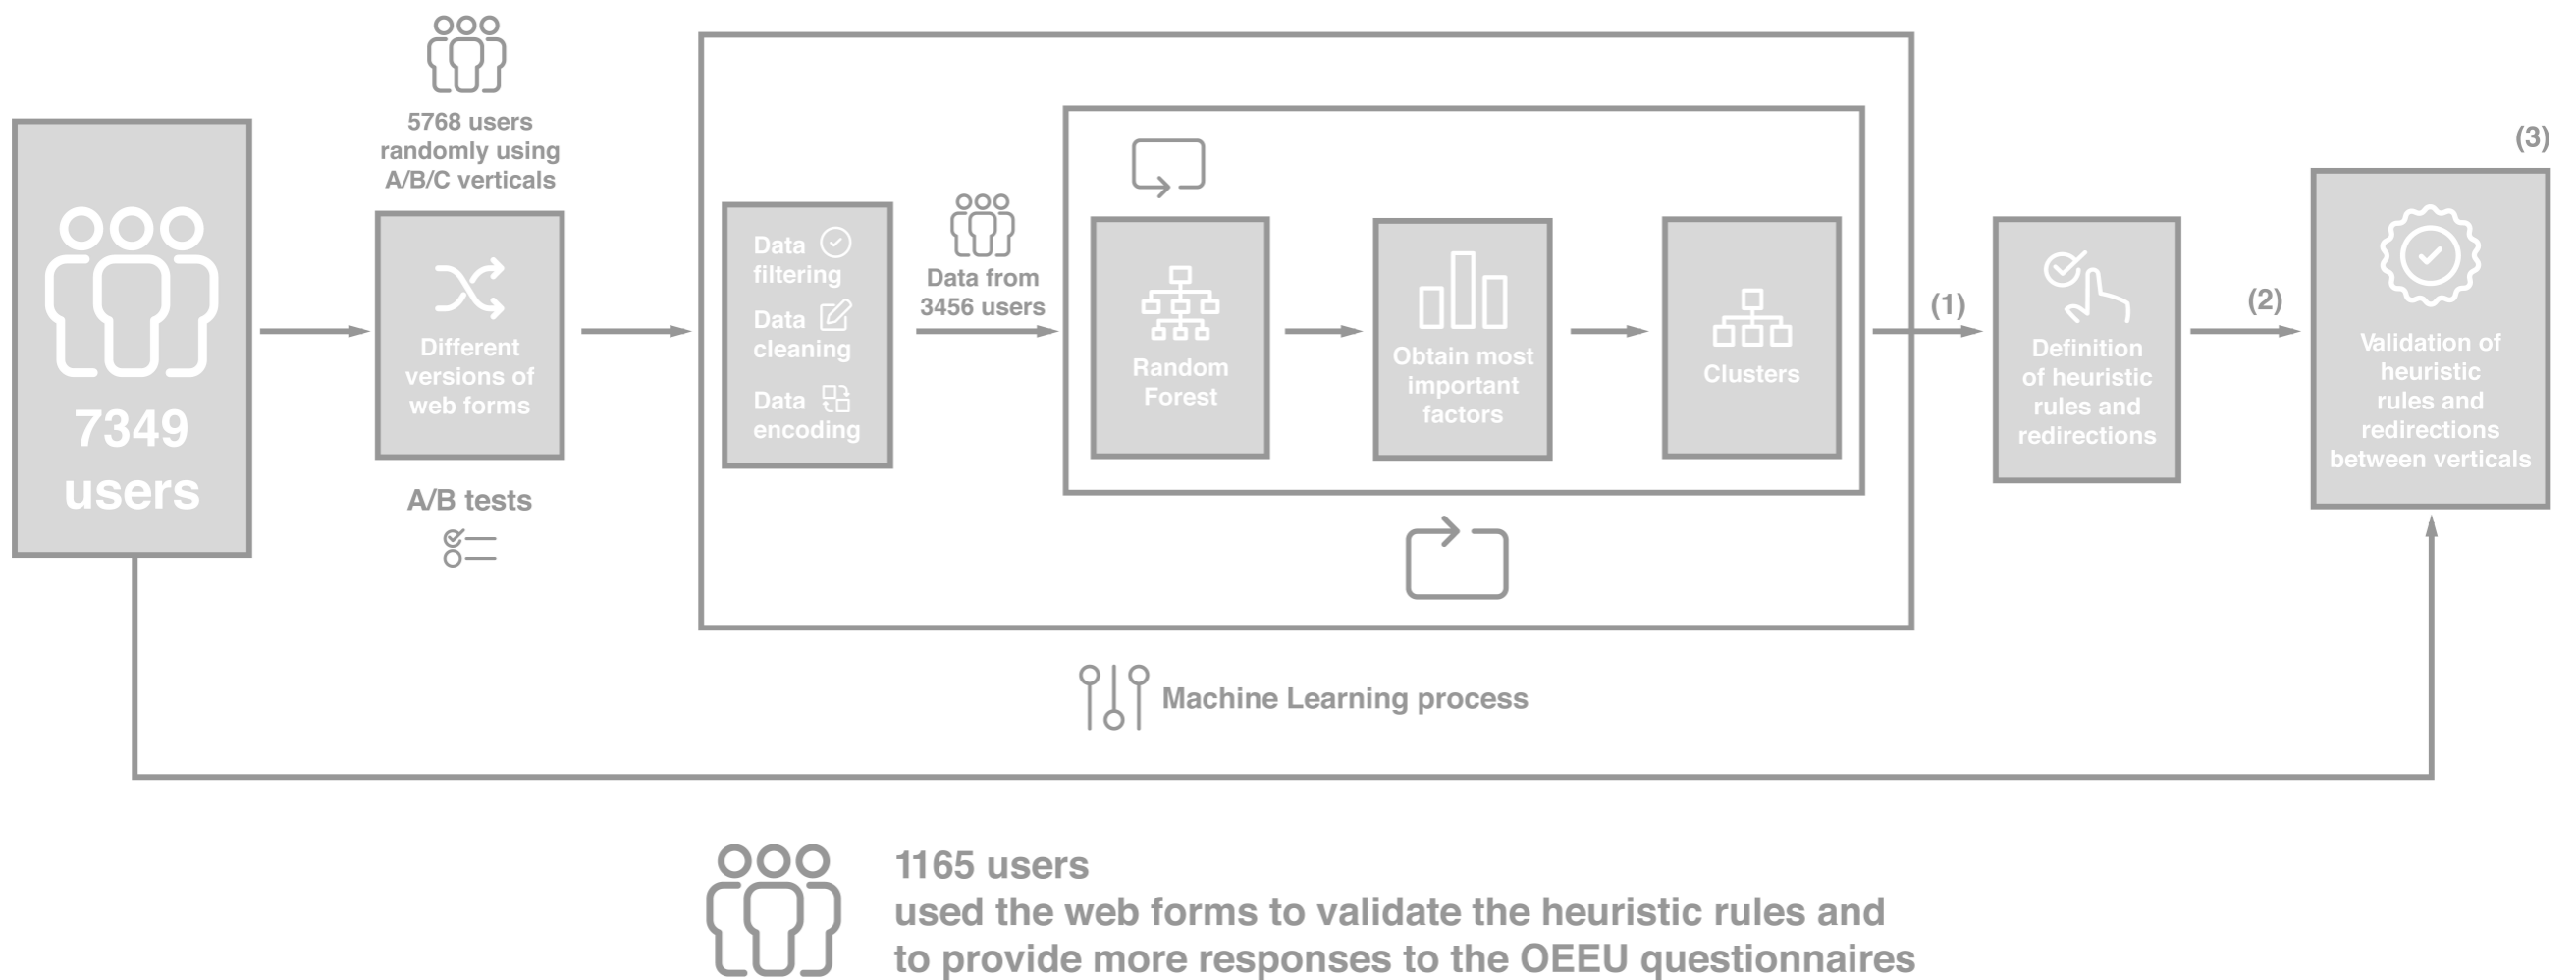 5768 users
randomly using
A/B/C verticals
7349
users
Different
versions of
web forms
A/B tests
Data
filtering
Data
cleaning
Data
encoding
Data from
3456 users
Random
Forest
Obtain most
important
factors
Clusters
(1)
Definition
of heuristic
rules and
redirections
(2)
(3)
Validation of
heuristic
rules and
redirections
between verticals
Machine Learning process
1165 users
used the web forms to validate the heuristic rules and
to provide more responses to the OEEU questionnaires